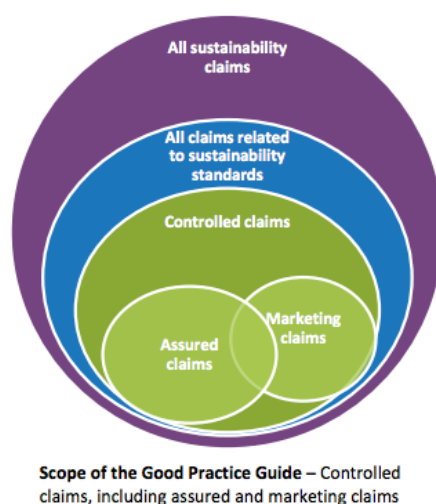 All sustainability
claims
All claims related
to sustainability
standards
Controlled claims
Marketing
claims
Assured
claims
Scope of the Good Practice Guide – Controlled
claims, including assured and marketing claims